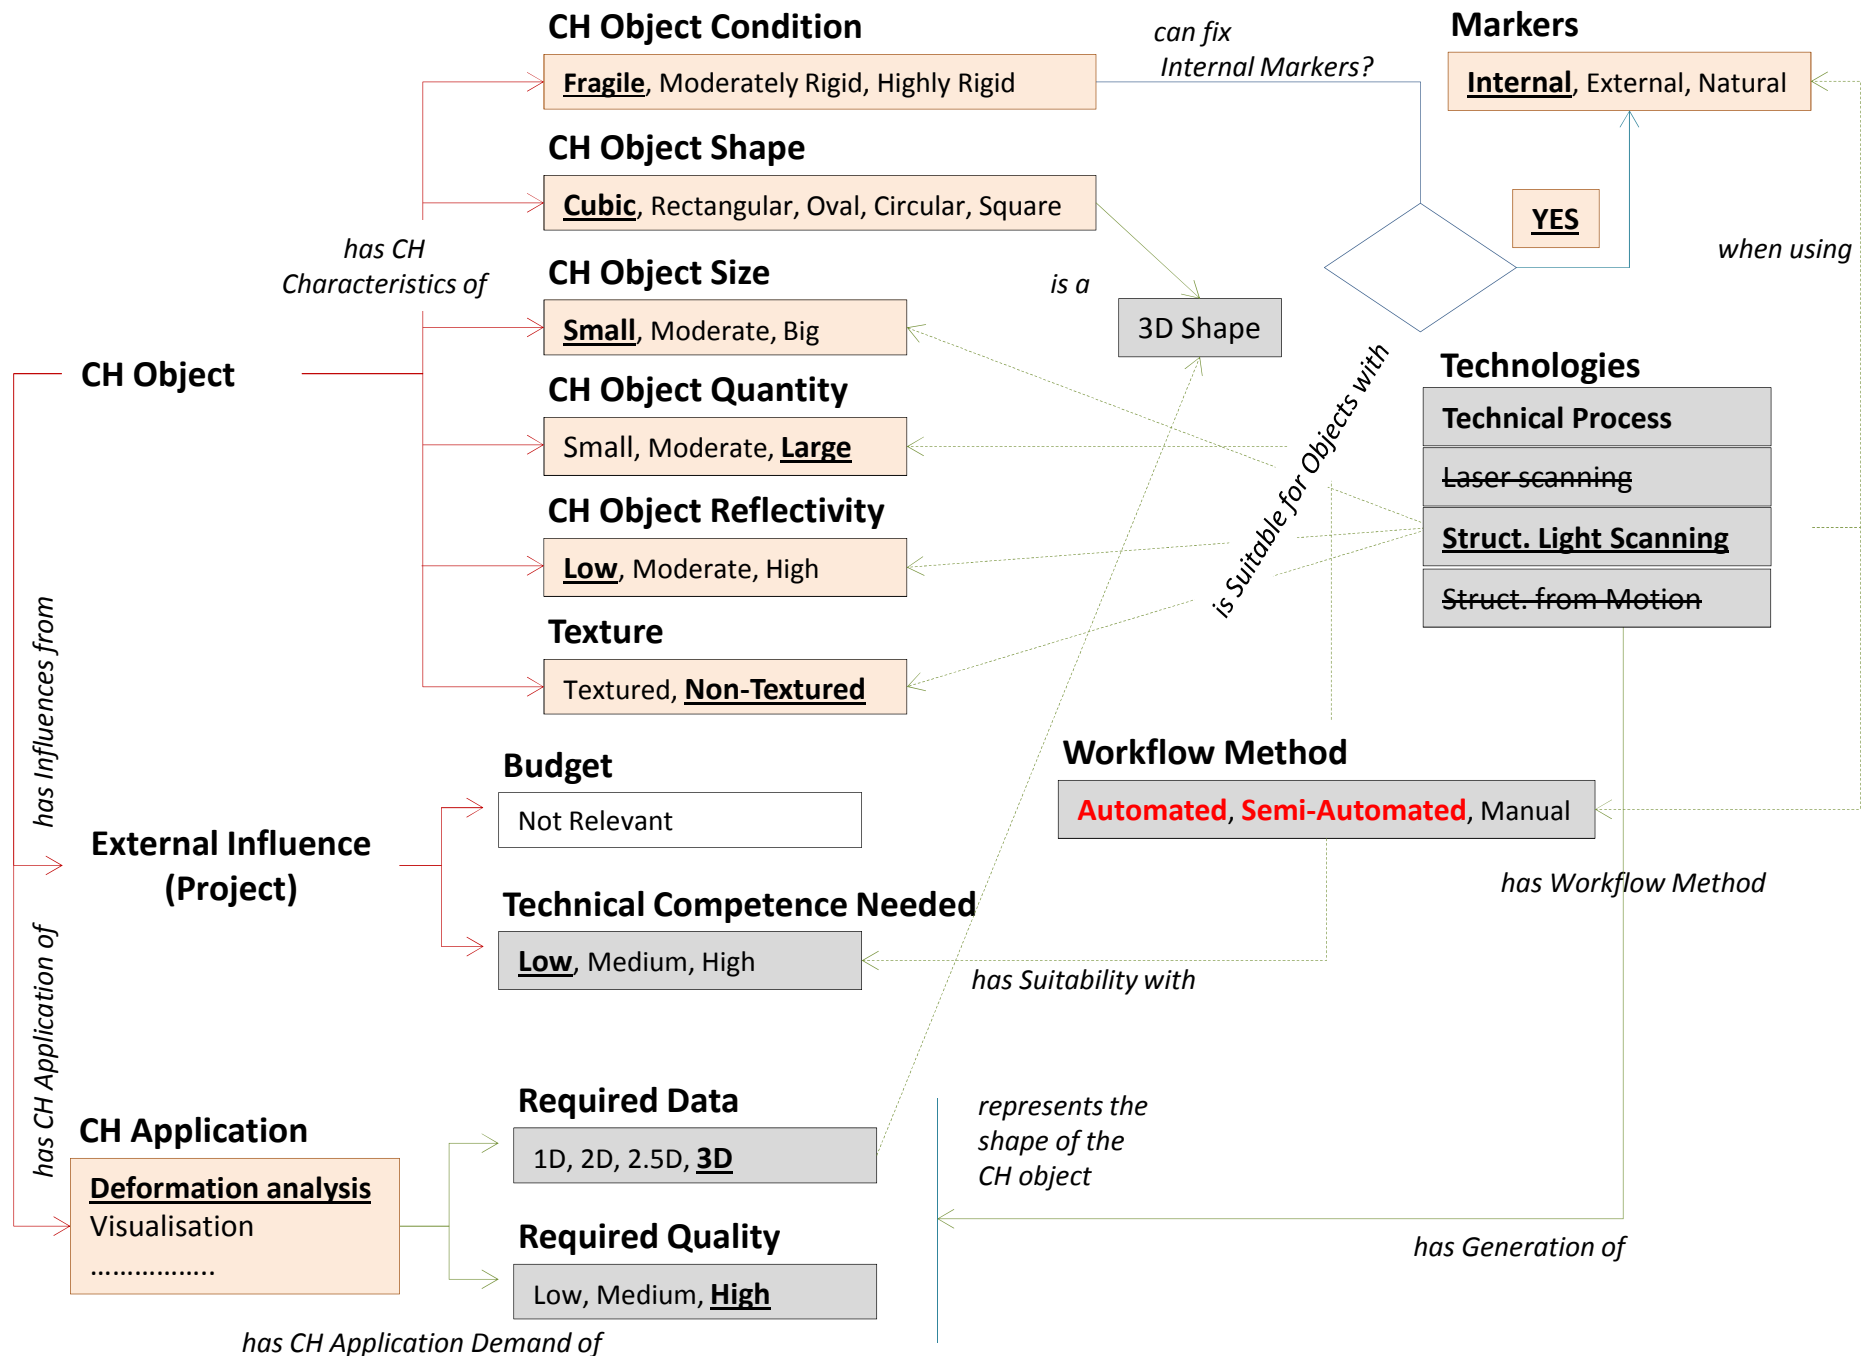 CH Object Condition
Fragile, Moderately Rigid, Highly Rigid
can fix
Internal Markers?
Markers
Internal, External, Natural
CH Object Shape
Cubic, Rectangular, Oval, Circular, Square
YES
when using
has CH
Characteristics of
CH Object Size
Small, Moderate, Big
is a
3D Shape
CH Object
CH Object Quantity
Small, Moderate, Large
is Suitable for Objects with
Technologies
Technical Process
Laser scanning
Struct. Light Scanning
Struct. from Motion
CH Object Reflectivity
Low, Moderate, High
Texture
Textured, Non-Textured
has Influences from
Budget
Not Relevant
Workflow Method
Automated, Semi-Automated, Manual
External Influence
(Project)
has Workflow Method
Technical Competence Needed
Low, Medium, High
has Suitability with
has CH Application of
CH Application
Deformation analysis
Visualisation
................
Required Data
1D, 2D, 2.5D, 3D
represents the
shape of the
CH object
Required Quality
Low, Medium, High
has Generation of
has CH Application Demand of